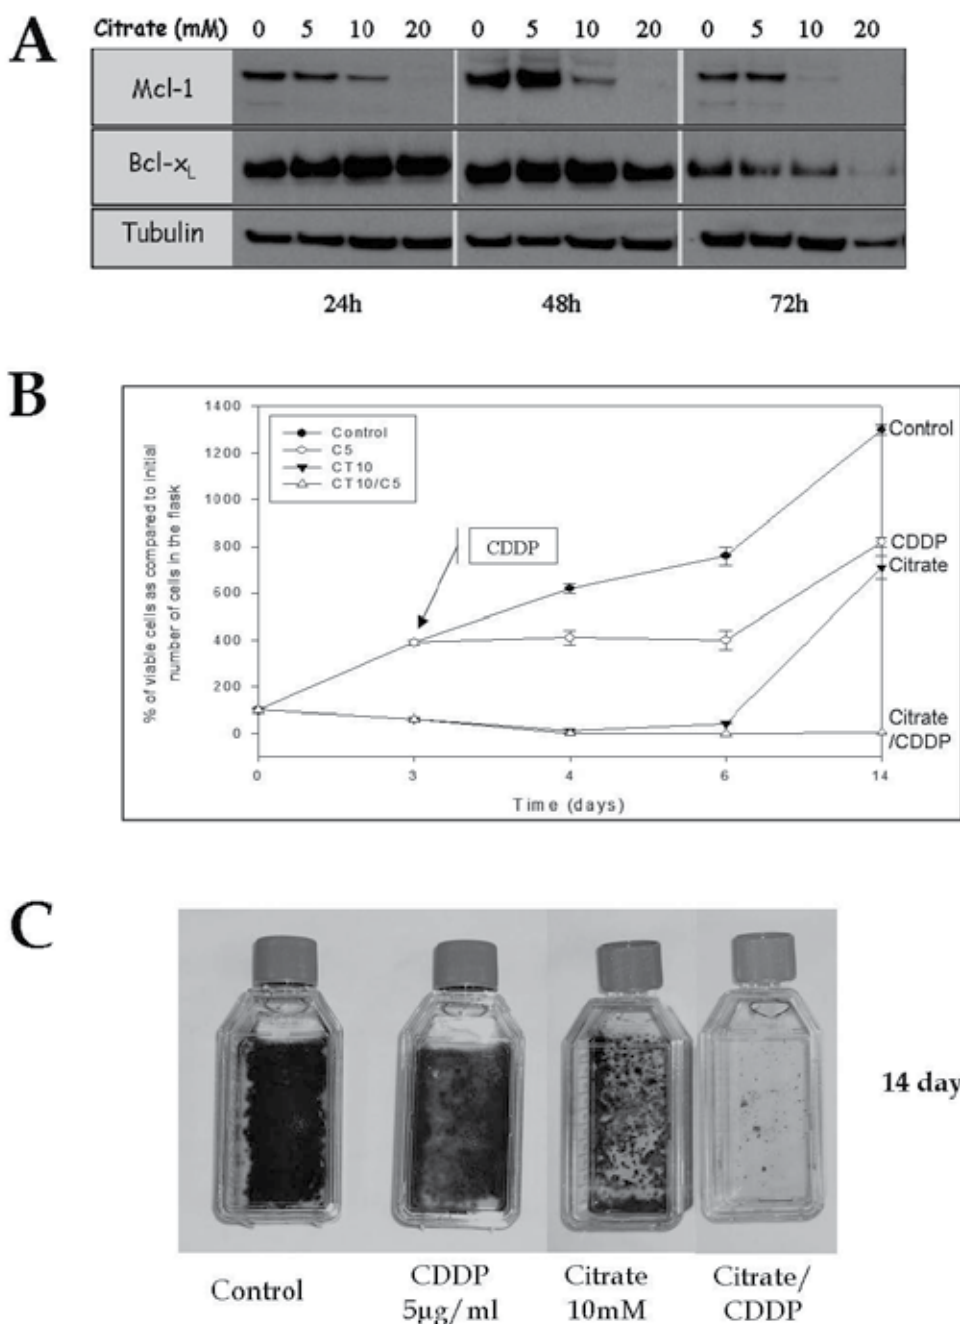 A
Citrate (mM) 0 5 10 20 0 5 10 20 0 5 10 20
Mcl-1
Bcl-xL
Tubulin
24h 48h 72h
B
% of viable cells as compared to initial
number of cells in the flask
1400
1200
1000
800
600
400
200
0
Control
C5
CT10
CT10/C5
CDDP
Control
CDDP
Citrate
Citrate
/CDDP
0 3 4 6 14
Time (days)
C
14 day
Control
CDDP
5µg/ml
Citrate
10mM
Citrate/
CDDP